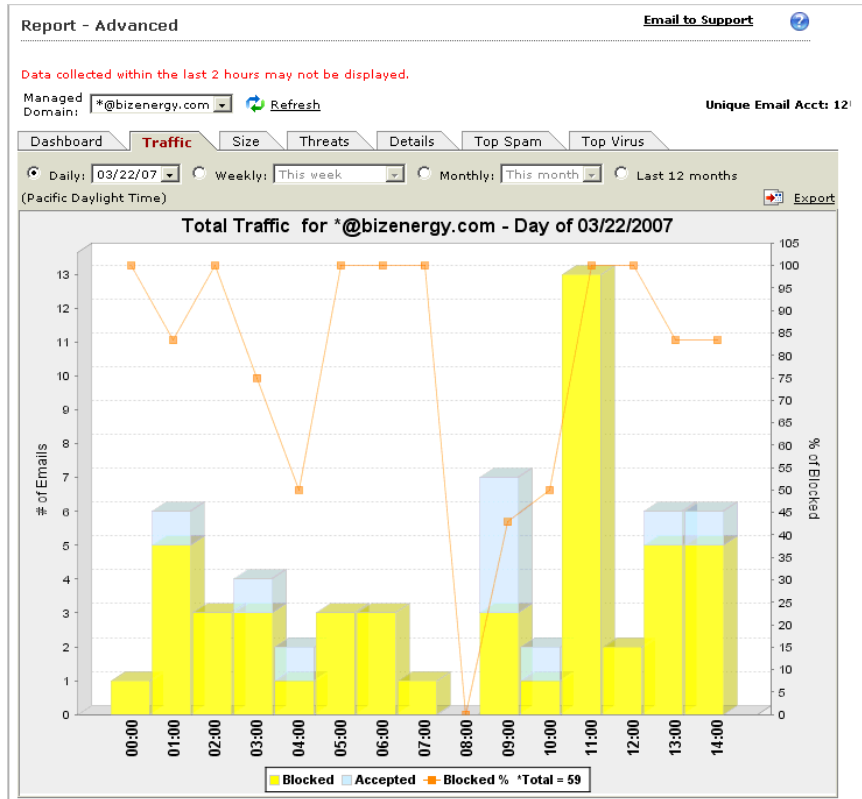 Report - Advanced
Email to Support
?
Data collected within the last 2 hours may not be displayed.
Managed Domain: *@bizenergy.com Refresh
Unique Email Acct: 12
Dashboard Traffic Size Threats Details Top Spam Top Virus
Daily: 03/22/07 Weekly: This week Monthly: This month Last 12 months
(Pacific Daylight Time)
Export
Total Traffic for *@bizenergy.com - Day of 03/22/2007
# of Emails
13
12
11
10
9
8
7
6
5
4
3
2
1
0
105
100
95
90
85
80
75
70
65
60
55
50
45
40
35
30
25
20
15
10
5
0
% of Blocked
00:00 01:00 02:00 03:00 04:00 05:00 06:00 07:00 08:00 09:00 10:00 11:00 12:00 13:00 14:00
Blocked Accepted Blocked % *Total = 59